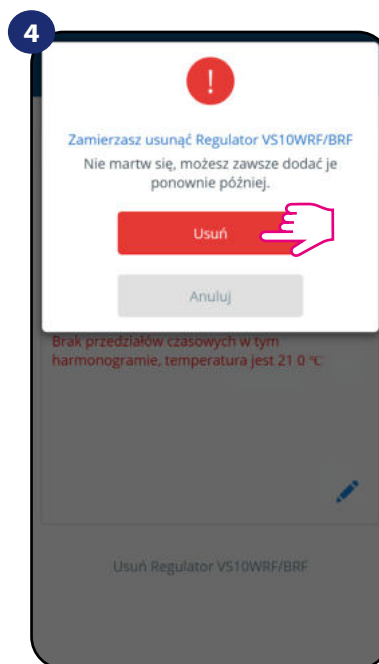 4
!
Zamierzasz usunąć Regulator VS10WRF/BRF
Nie martw się, możesz zawsze dodać je
ponownie później.
Usuń
Anuluj
Brak przedziałów czasowych w tym
harmonogramie, temperatura jest 21 0 °C
Usuń Regulator VS10WRF/BRF